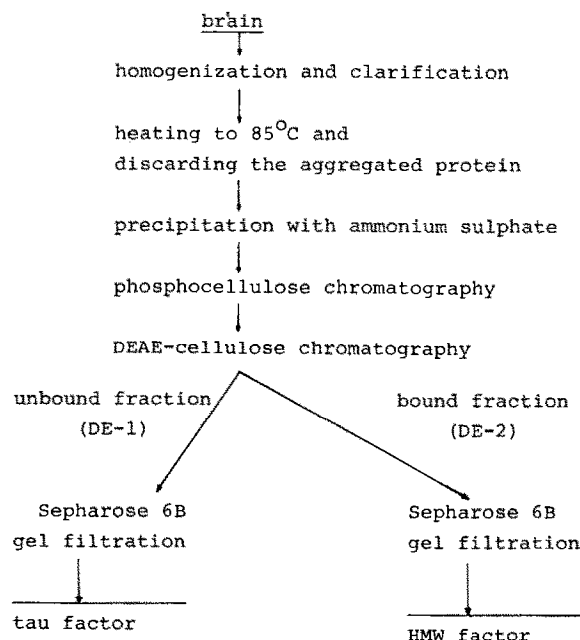 brain
homogenization and clarification
heating to 85°C and
discarding the aggregated protein
precipitation with ammonium sulphate
phosphocellulose chromatography
DEAE-cellulose chromatography
unbound fraction
(DE-1)
bound fraction
(DE-2)
Sepharose 6B
gel filtration
Sepharose 6B
gel filtration
tau factor
HMW factor